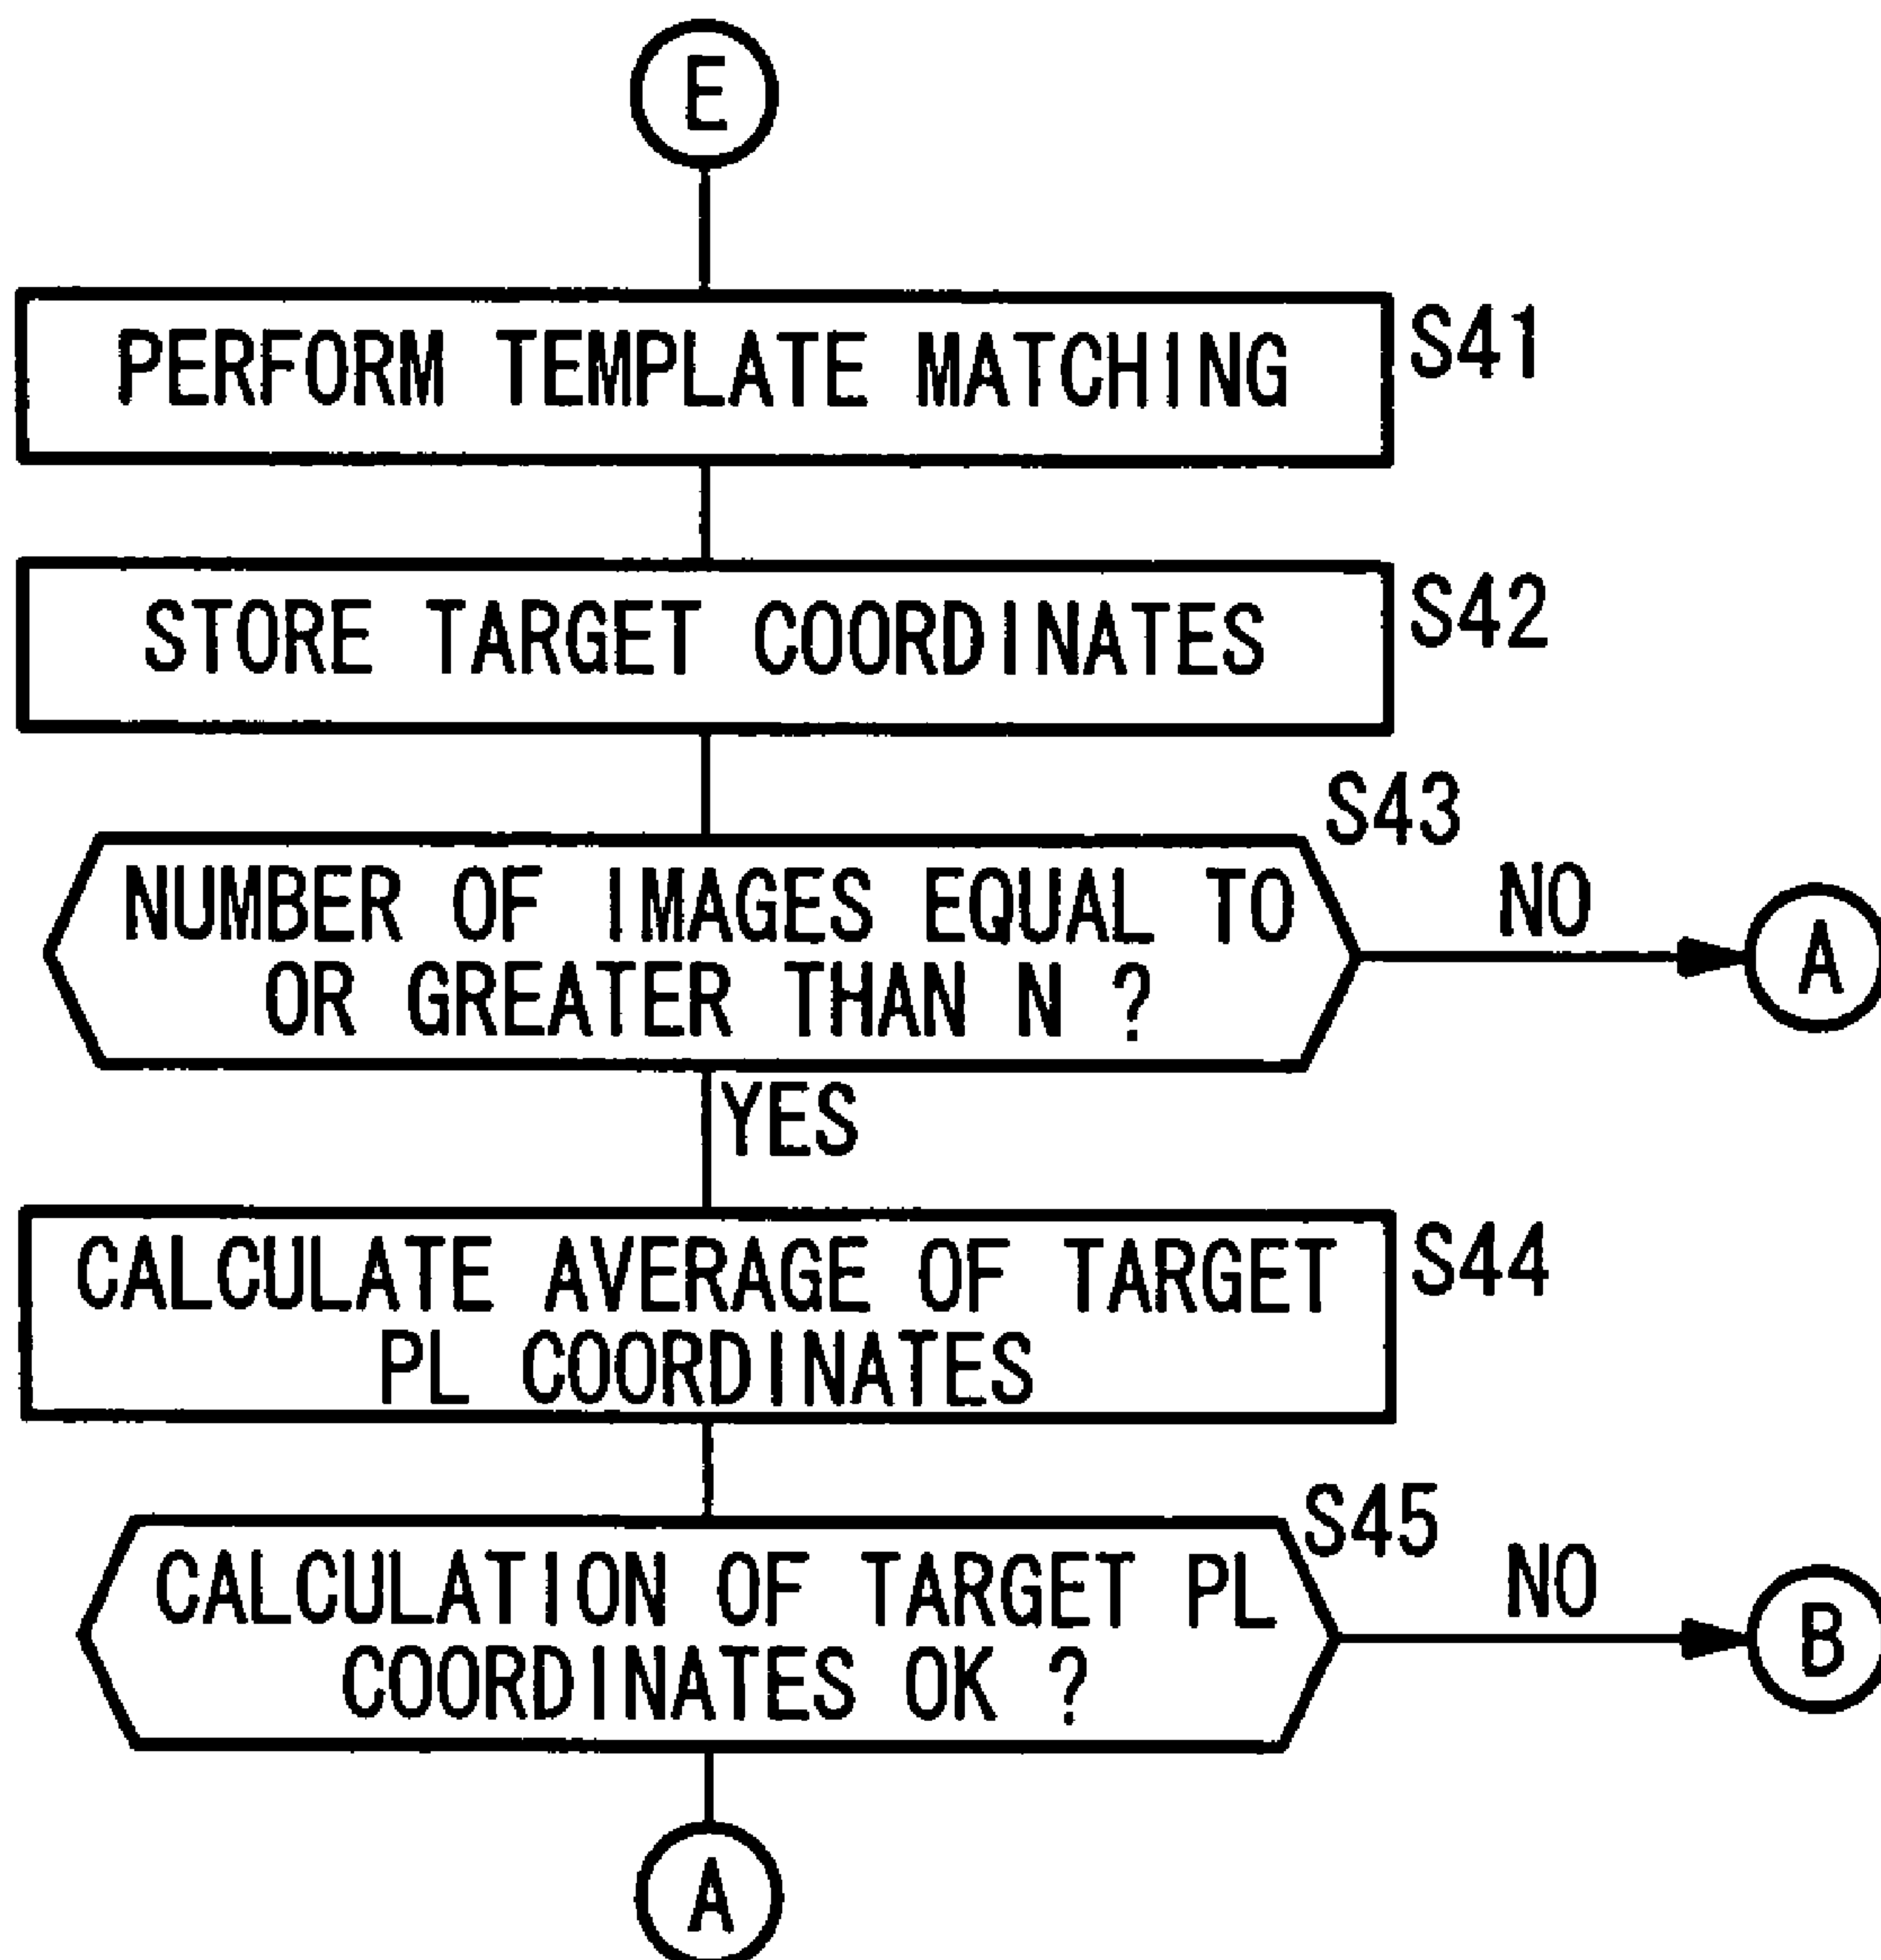 E
PERFORM TEMPLATE MATCHING
S41
STORE TARGET COORDINATES
S42
S43
NUMBER OF IMAGES EQUAL TO
OR GREATER THAN N ?
NO
A
YES
CALCULATE AVERAGE OF TARGET
PL COORDINATES
S44
S45
CALCULATION OF TARGET PL
COORDINATES OK ?
NO
B
A